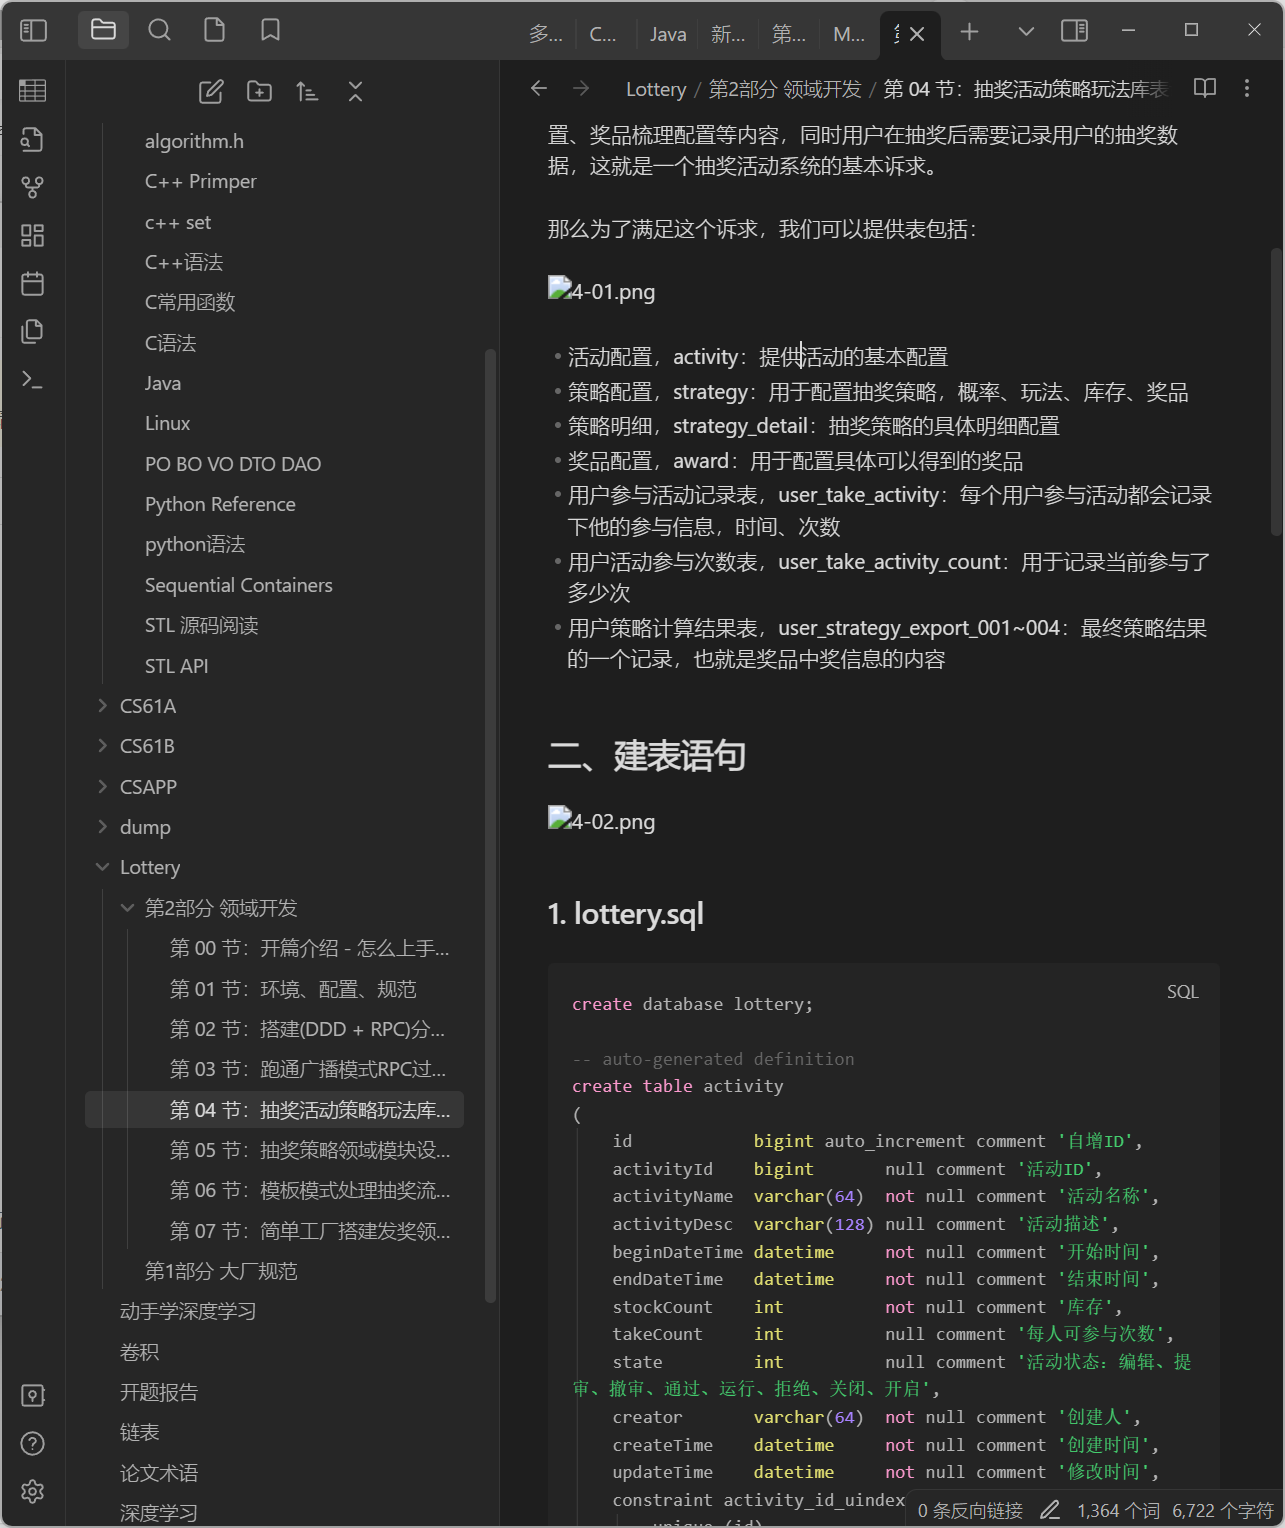 多...
C...
Java
新...
第...
M...
algorithm.h
C++ Primper
c++ set
C++语法
C常用函数
C语法
Java
Linux
PO BO VO DTO DAO
Python Reference
python语法
Sequential Containers
STL 源码阅读
STL API
CS61A
CS61B
CSAPP
dump
Lottery
第2部分 领域开发
第 00 节：开篇介绍 - 怎么上手...
第 01 节：环境、配置、规范
第 02 节：搭建(DDD + RPC)分...
第 03 节：跑通广播模式RPC过...
第 04 节：抽奖活动策略玩法库...
第 05 节：抽奖策略领域模块设...
第 06 节：模板模式处理抽奖流...
第 07 节：简单工厂搭建发奖领...
第1部分 大厂规范
动手学深度学习
卷积
开题报告
链表
论文术语
深度学习
Lottery / 第2部分 领域开发 / 第 04 节：抽奖活动策略玩法库表
置、奖品梳理配置等内容，同时用户在抽奖后需要记录用户的抽奖数
据，这就是一个抽奖活动系统的基本诉求。
那么为了满足这个诉求，我们可以提供表包括：
4-01.png
• 活动配置，activity：提供活动的基本配置
• 策略配置，strategy：用于配置抽奖策略，概率、玩法、库存、奖品
• 策略明细，strategy_detail：抽奖策略的具体明细配置
• 奖品配置，award：用于配置具体可以得到的奖品
• 用户参与活动记录表，user_take_activity：每个用户参与活动都会记录
下他的参与信息，时间、次数
• 用户活动参与次数表，user_take_activity_count：用于记录当前参与了
多少次
• 用户策略计算结果表，user_strategy_export_001~004：最终策略结果
的一个记录，也就是奖品中奖信息的内容
二、建表语句
4-02.png
1. lottery.sql
SQL
create database lottery;
-- auto-generated definition
create table activity
(
id bigint auto_increment comment '自增ID',
activityId bigint null comment '活动ID',
activityName varchar(64) not null comment '活动名称',
activityDesc varchar(128) null comment '活动描述',
beginDateTime datetime not null comment '开始时间',
endDateTime datetime not null comment '结束时间',
stockCount int not null comment '库存',
takeCount int null comment '每人可参与次数',
state int null comment '活动状态：编辑、提
审、撤审、通过、运行、拒绝、关闭、开启',
creator varchar(64) not null comment '创建人',
createTime datetime not null comment '创建时间',
updateTime datetime not null comment '修改时间',
constraint activity_id_uindex
unique (id)
0 条反向链接
1,364 个词
6,722 个字符